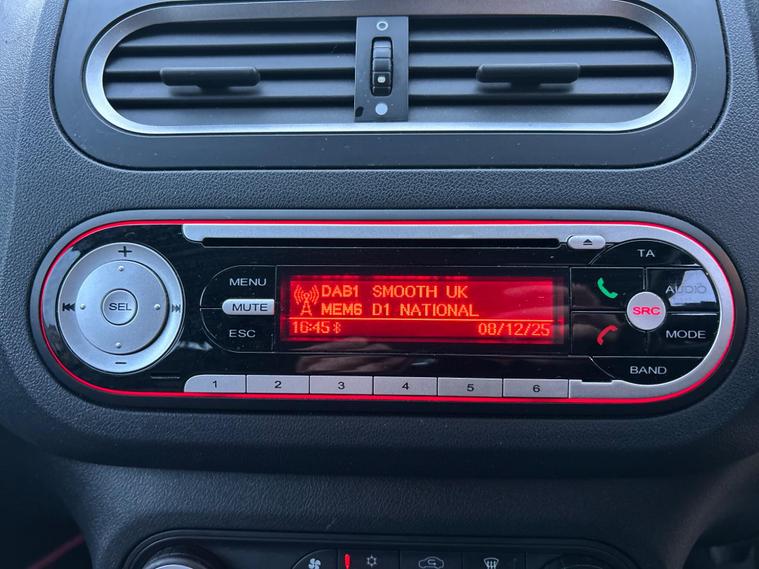 TA
MENU
AUDIO
DAB1 SMOOTH UK
MUTE
SEL
SRC
MEM6 D1 NATIONAL
16:45
08/12/25
ESC
MODE
BAND
1 2 3 4 5 6